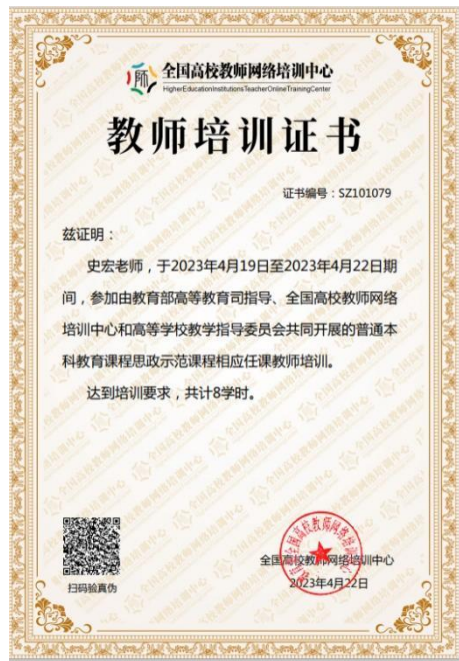 师
全国高校教师网络培训中心
HigherEducationInstitutionsTeacherOnlineTrainingCenter
教师培训证书
证书编号：SZ101079
兹证明：
史宏老师，于2023年4月19日至2023年4月22日期
间，参加由教育部高等教育司指导、全国高校教师网络
培训中心和高等学校教学指导委员会共同开展的普通本
科教育课程思政示范课程相应任课教师培训。
达到培训要求，共计8学时。
扫码验真伪
全国高校教师网络培训中心
2023年4月22日